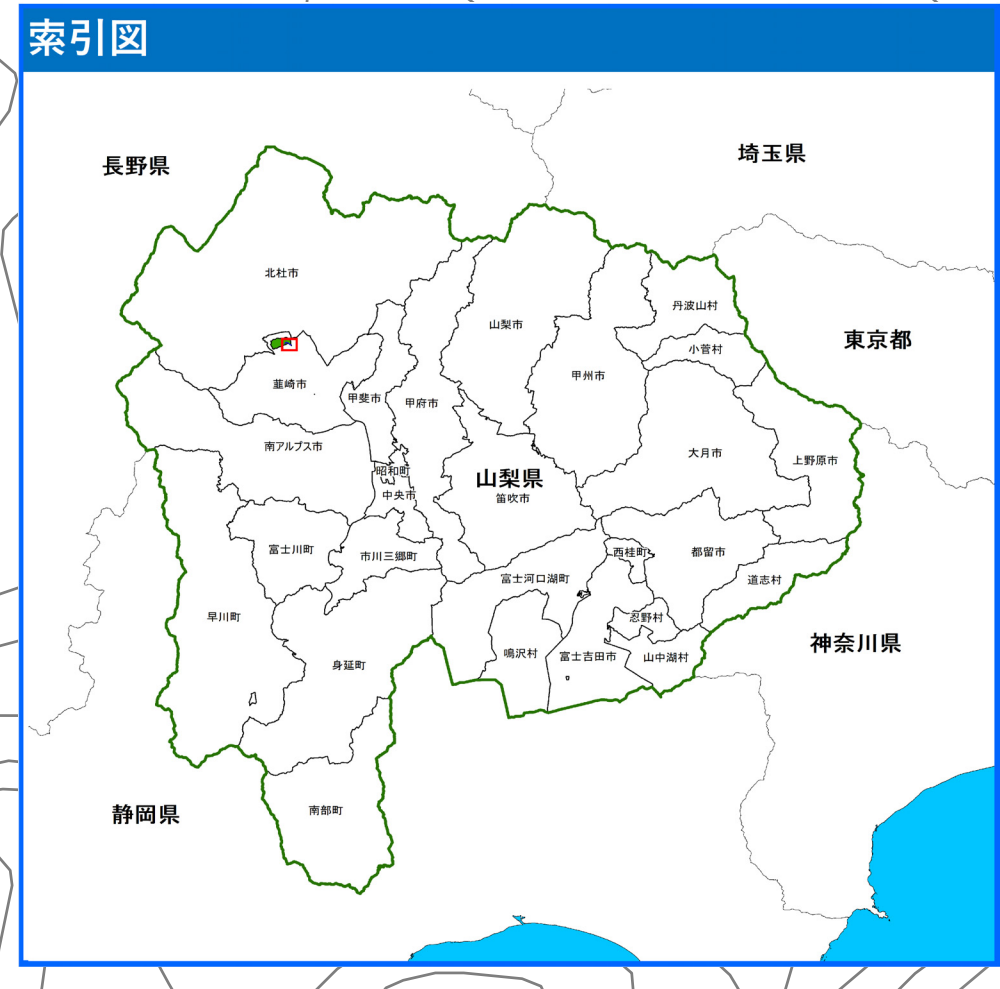 索引図
長野県
埼玉県
北杜市
丹波山村
山梨市
東京都
小菅村
甲州市
韮崎市
甲斐市
甲府市
南アルプス市
大月市
上野原市
昭和町
山梨県
中央市
笛吹市
富士川町
市川三郷町
西桂町
都留市
富士河口湖町
道志村
早川町
忍野村
神奈川県
鳴沢村
富士吉田市
山中湖村
身延町
静岡県
南部町